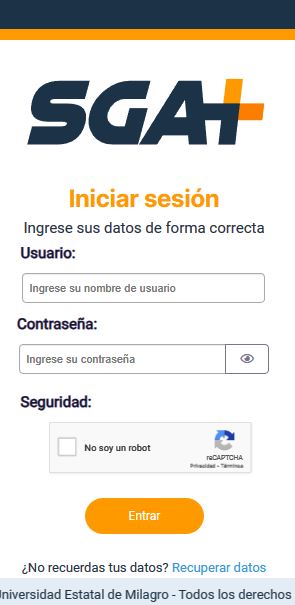 SGA+
Iniciar sesión
Ingrese sus datos de forma correcta
Usuario:
Ingrese su nombre de usuario
Contraseña:
Ingrese su contraseña
Seguridad:
No soy un robot
reCAPTCHA
Privacidad - Términos
Entrar
¿No recuerdas tus datos? Recuperar datos
Universidad Estatal de Milagro - Todos los derechos